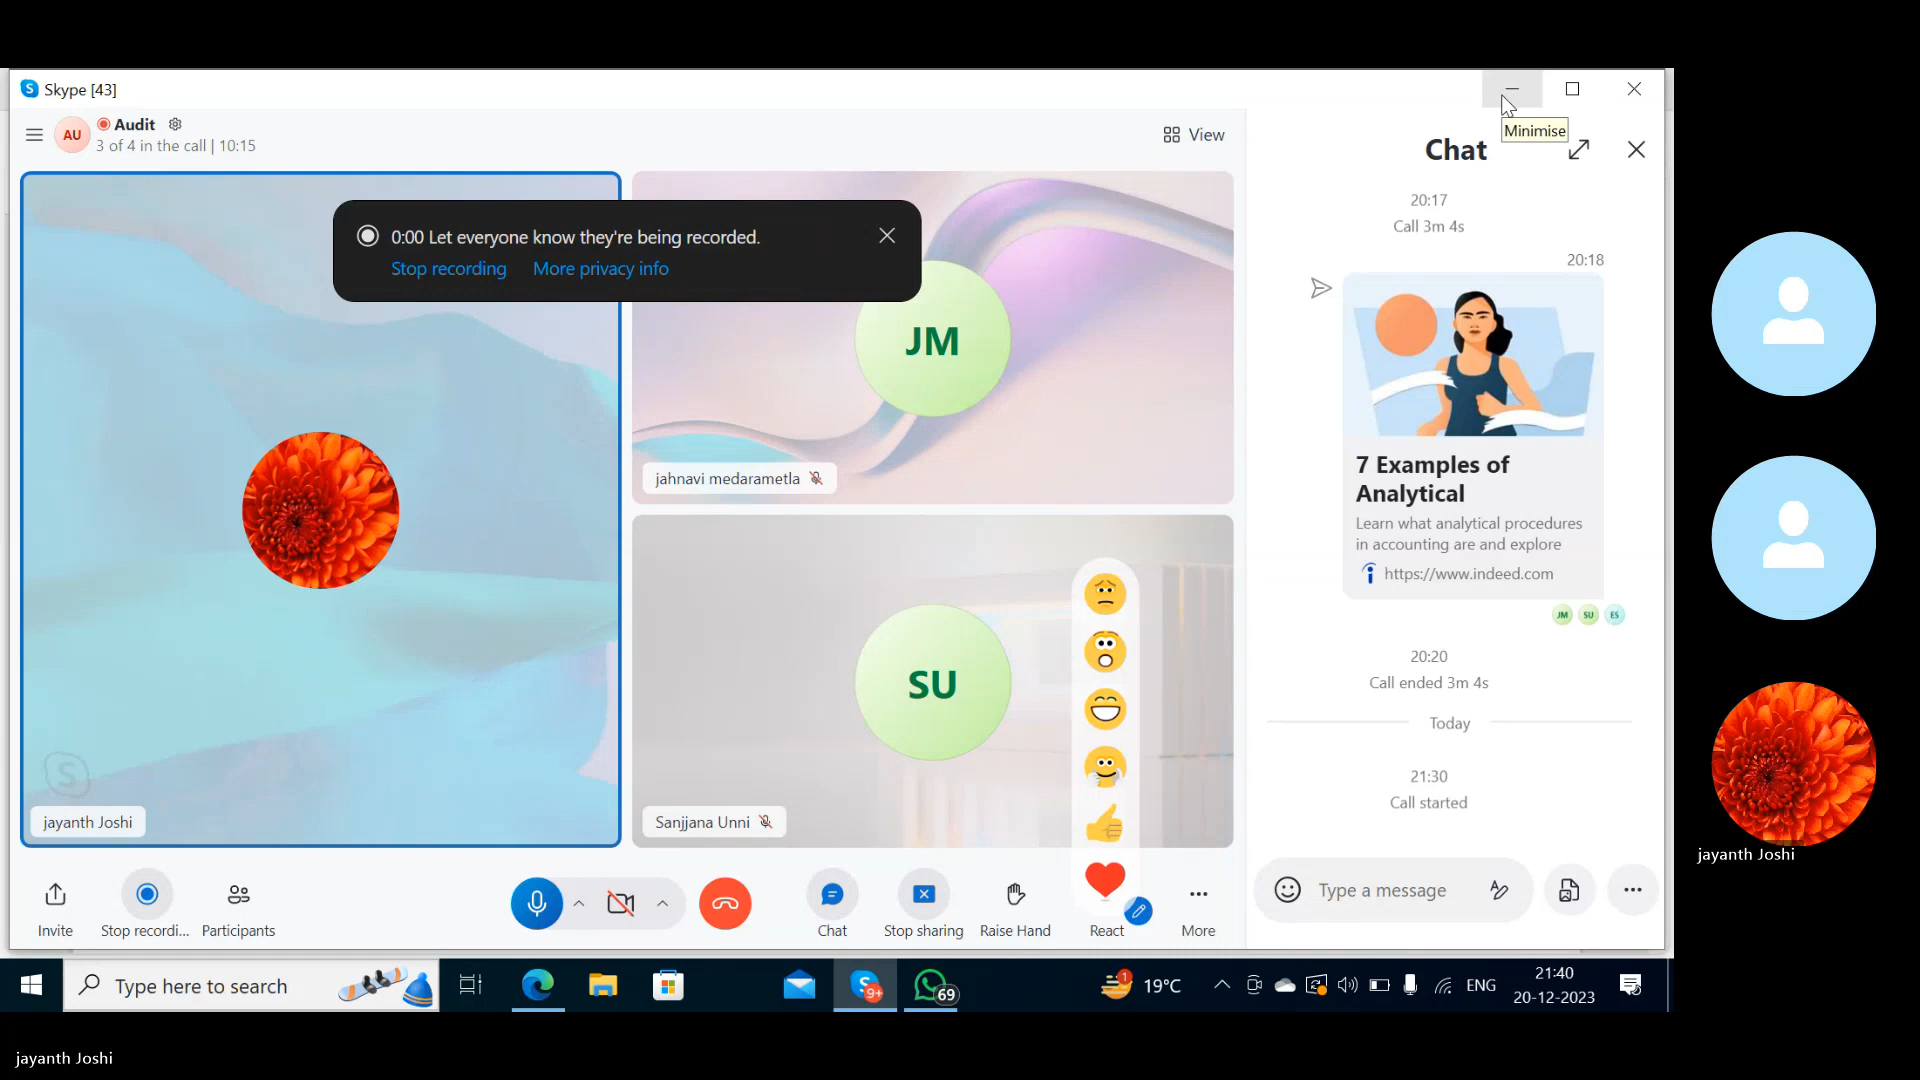 Skype [43]
Minimise
AU
Audit
3 of 4 in the call | 10:15
View
0:00 Let everyone know they're being recorded.
Stop recording More privacy info
JM
jahnavi medarametla
SU
Sanjjana Unni
jayanth Joshi
Chat
20:17
Call 3m 4s
20:18
7 Examples of
Analytical
Learn what analytical procedures
in accounting are and explore
https://www.indeed.com
JM SU ES
20:20
Call ended 3m 4s
Today
21:30
Call started
Type a message
Invite
Stop recordi...
Participants
Chat
Stop sharing
Raise Hand
React
More
Type here to search
9+
69
1
19°C
ENG
21:40
20-12-2023
jayanth Joshi
jayanth Joshi